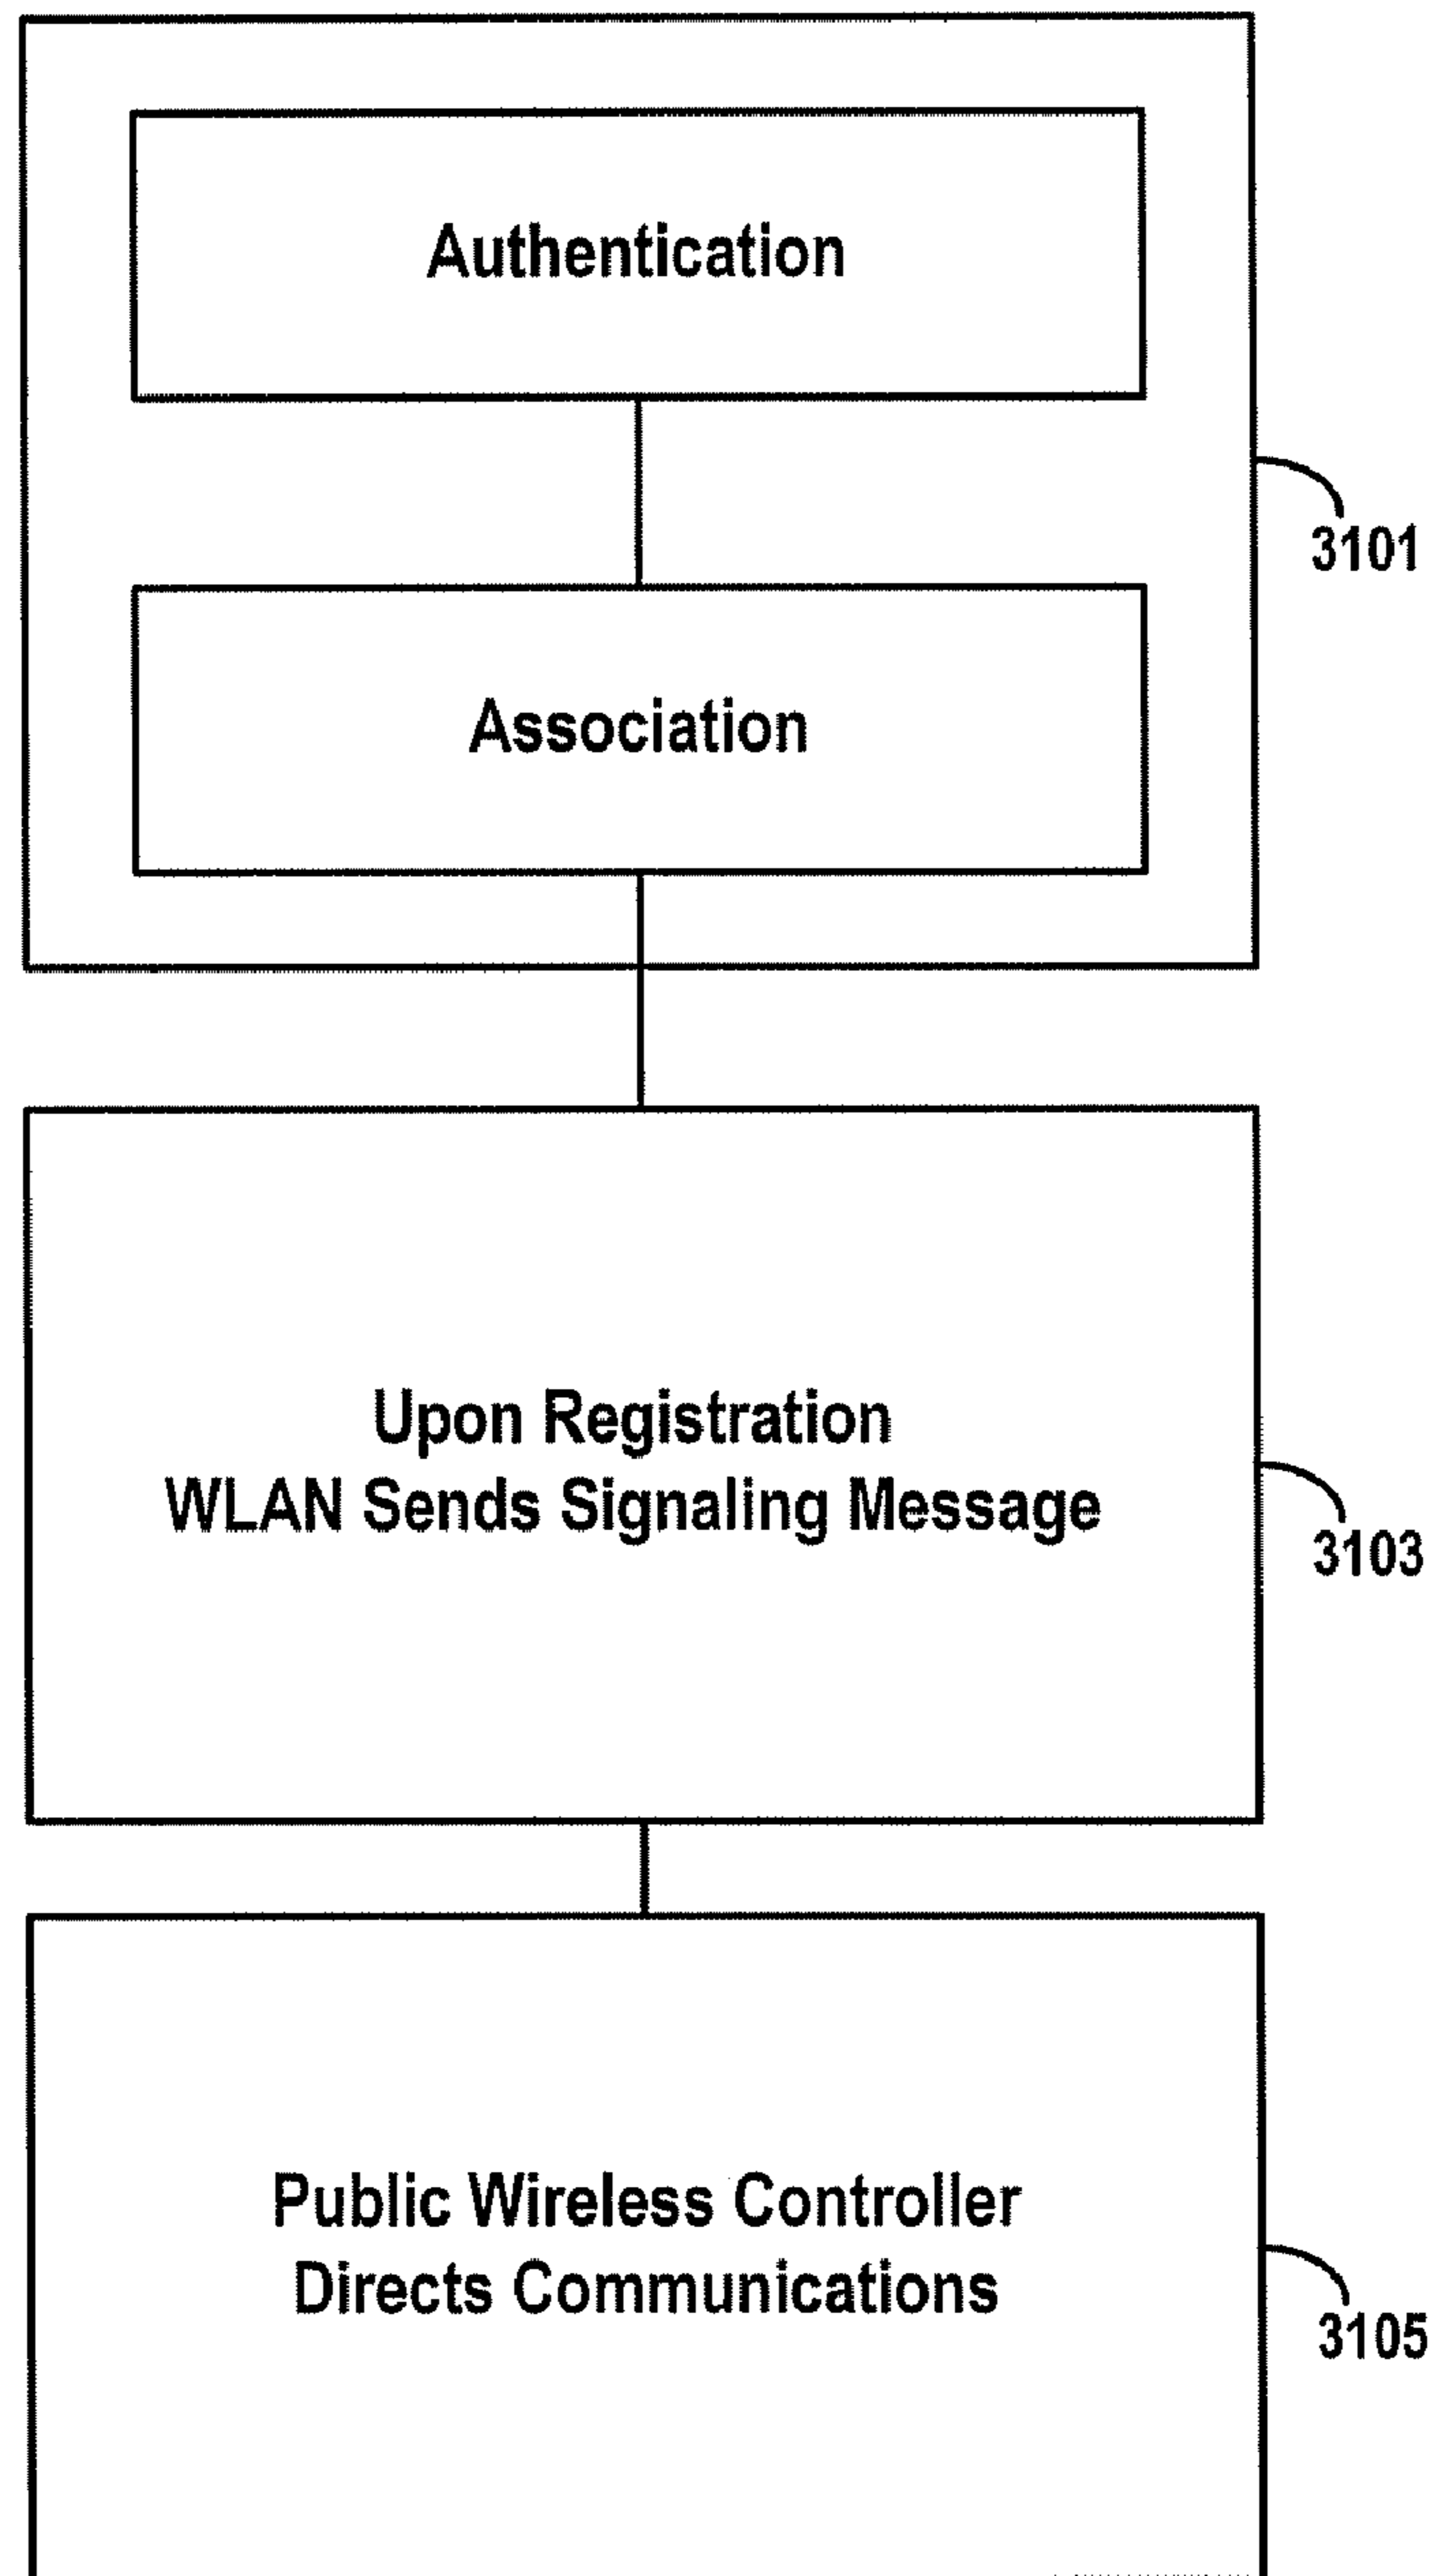 Authentication
3101
Association
Upon Registration
WLAN Sends Signaling Message
3103
Public Wireless Controller
Directs Communications
3105